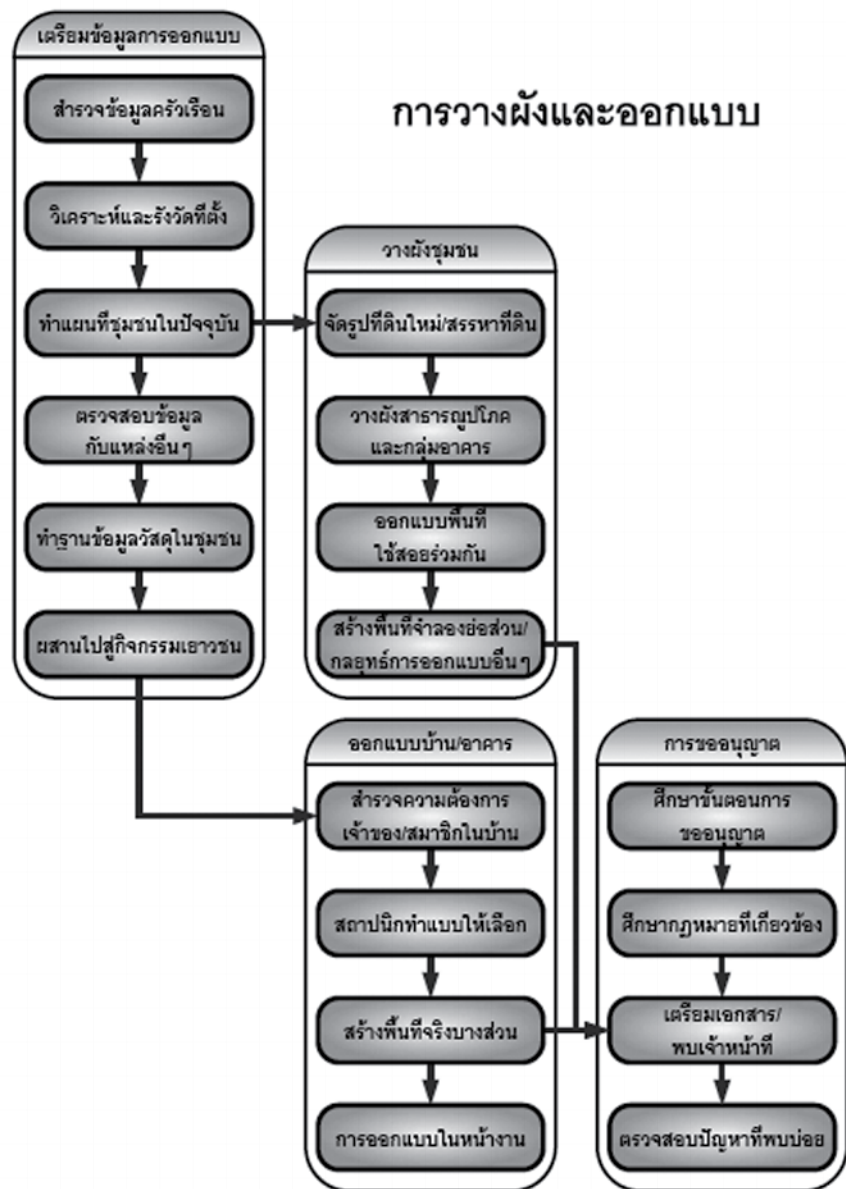 การวางผังและออกแบบ
เตรียมข้อมูลการออกแบบ
สำรวจข้อมูลครัวเรือน
วิเคราะห์และรังวัดที่ตั้ง
ทำแผนที่ชุมชนในปัจจุบัน
ตรวจสอบข้อมูล
กับแหล่งอื่นๆ
ทำฐานข้อมูลวัสดุในชุมชน
ผสานไปสู่กิจกรรมเยาวชน
วางผังชุมชน
จัดรูปที่ดินใหม่/สรรหาที่ดิน
วางผังสาธารณูปโภค
และกลุ่มอาคาร
ออกแบบพื้นที่
ใช้สอยร่วมกัน
สร้างพื้นที่จำลองย่อส่วน/
กลยุทธ์การออกแบบอื่นๆ
ออกแบบบ้าน/อาคาร
สำรวจความต้องการ
เจ้าของ/สมาชิกในบ้าน
สถาปนิกทำแบบให้เลือก
สร้างพื้นที่จริงบางส่วน
การออกแบบในหน้างาน
การขออนุญาต
ศึกษาขั้นตอนการ
ขออนุญาต
ศึกษากฎหมายที่เกี่ยวข้อง
เตรียมเอกสาร/
พบเจ้าหน้าที่
ตรวจสอบปัญหาที่พบบ่อย